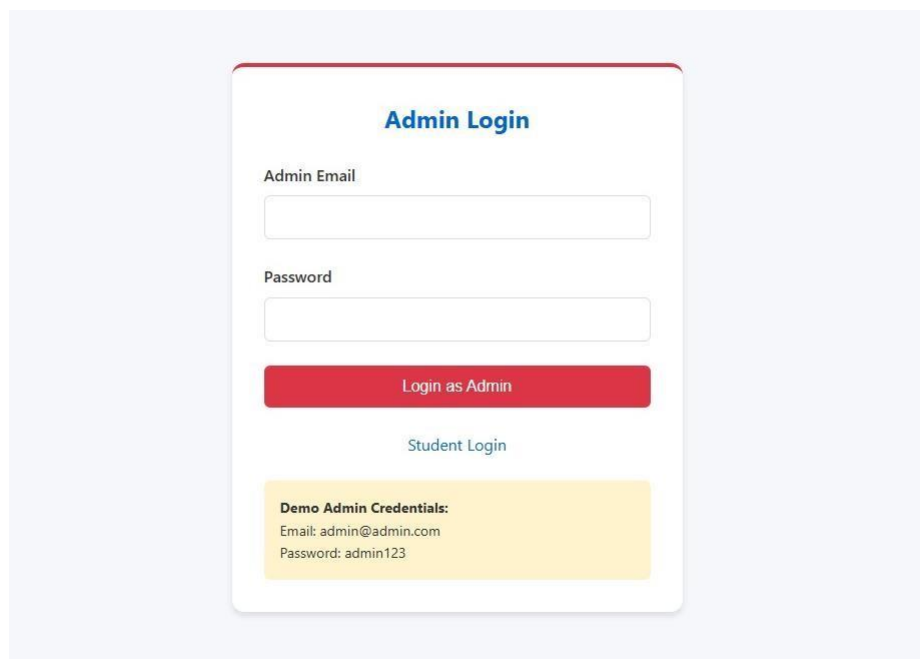 Admin Login
Admin Email
Password
Login as Admin
Student Login
Demo Admin Credentials:
Email: admin@admin.com
Password: admin123